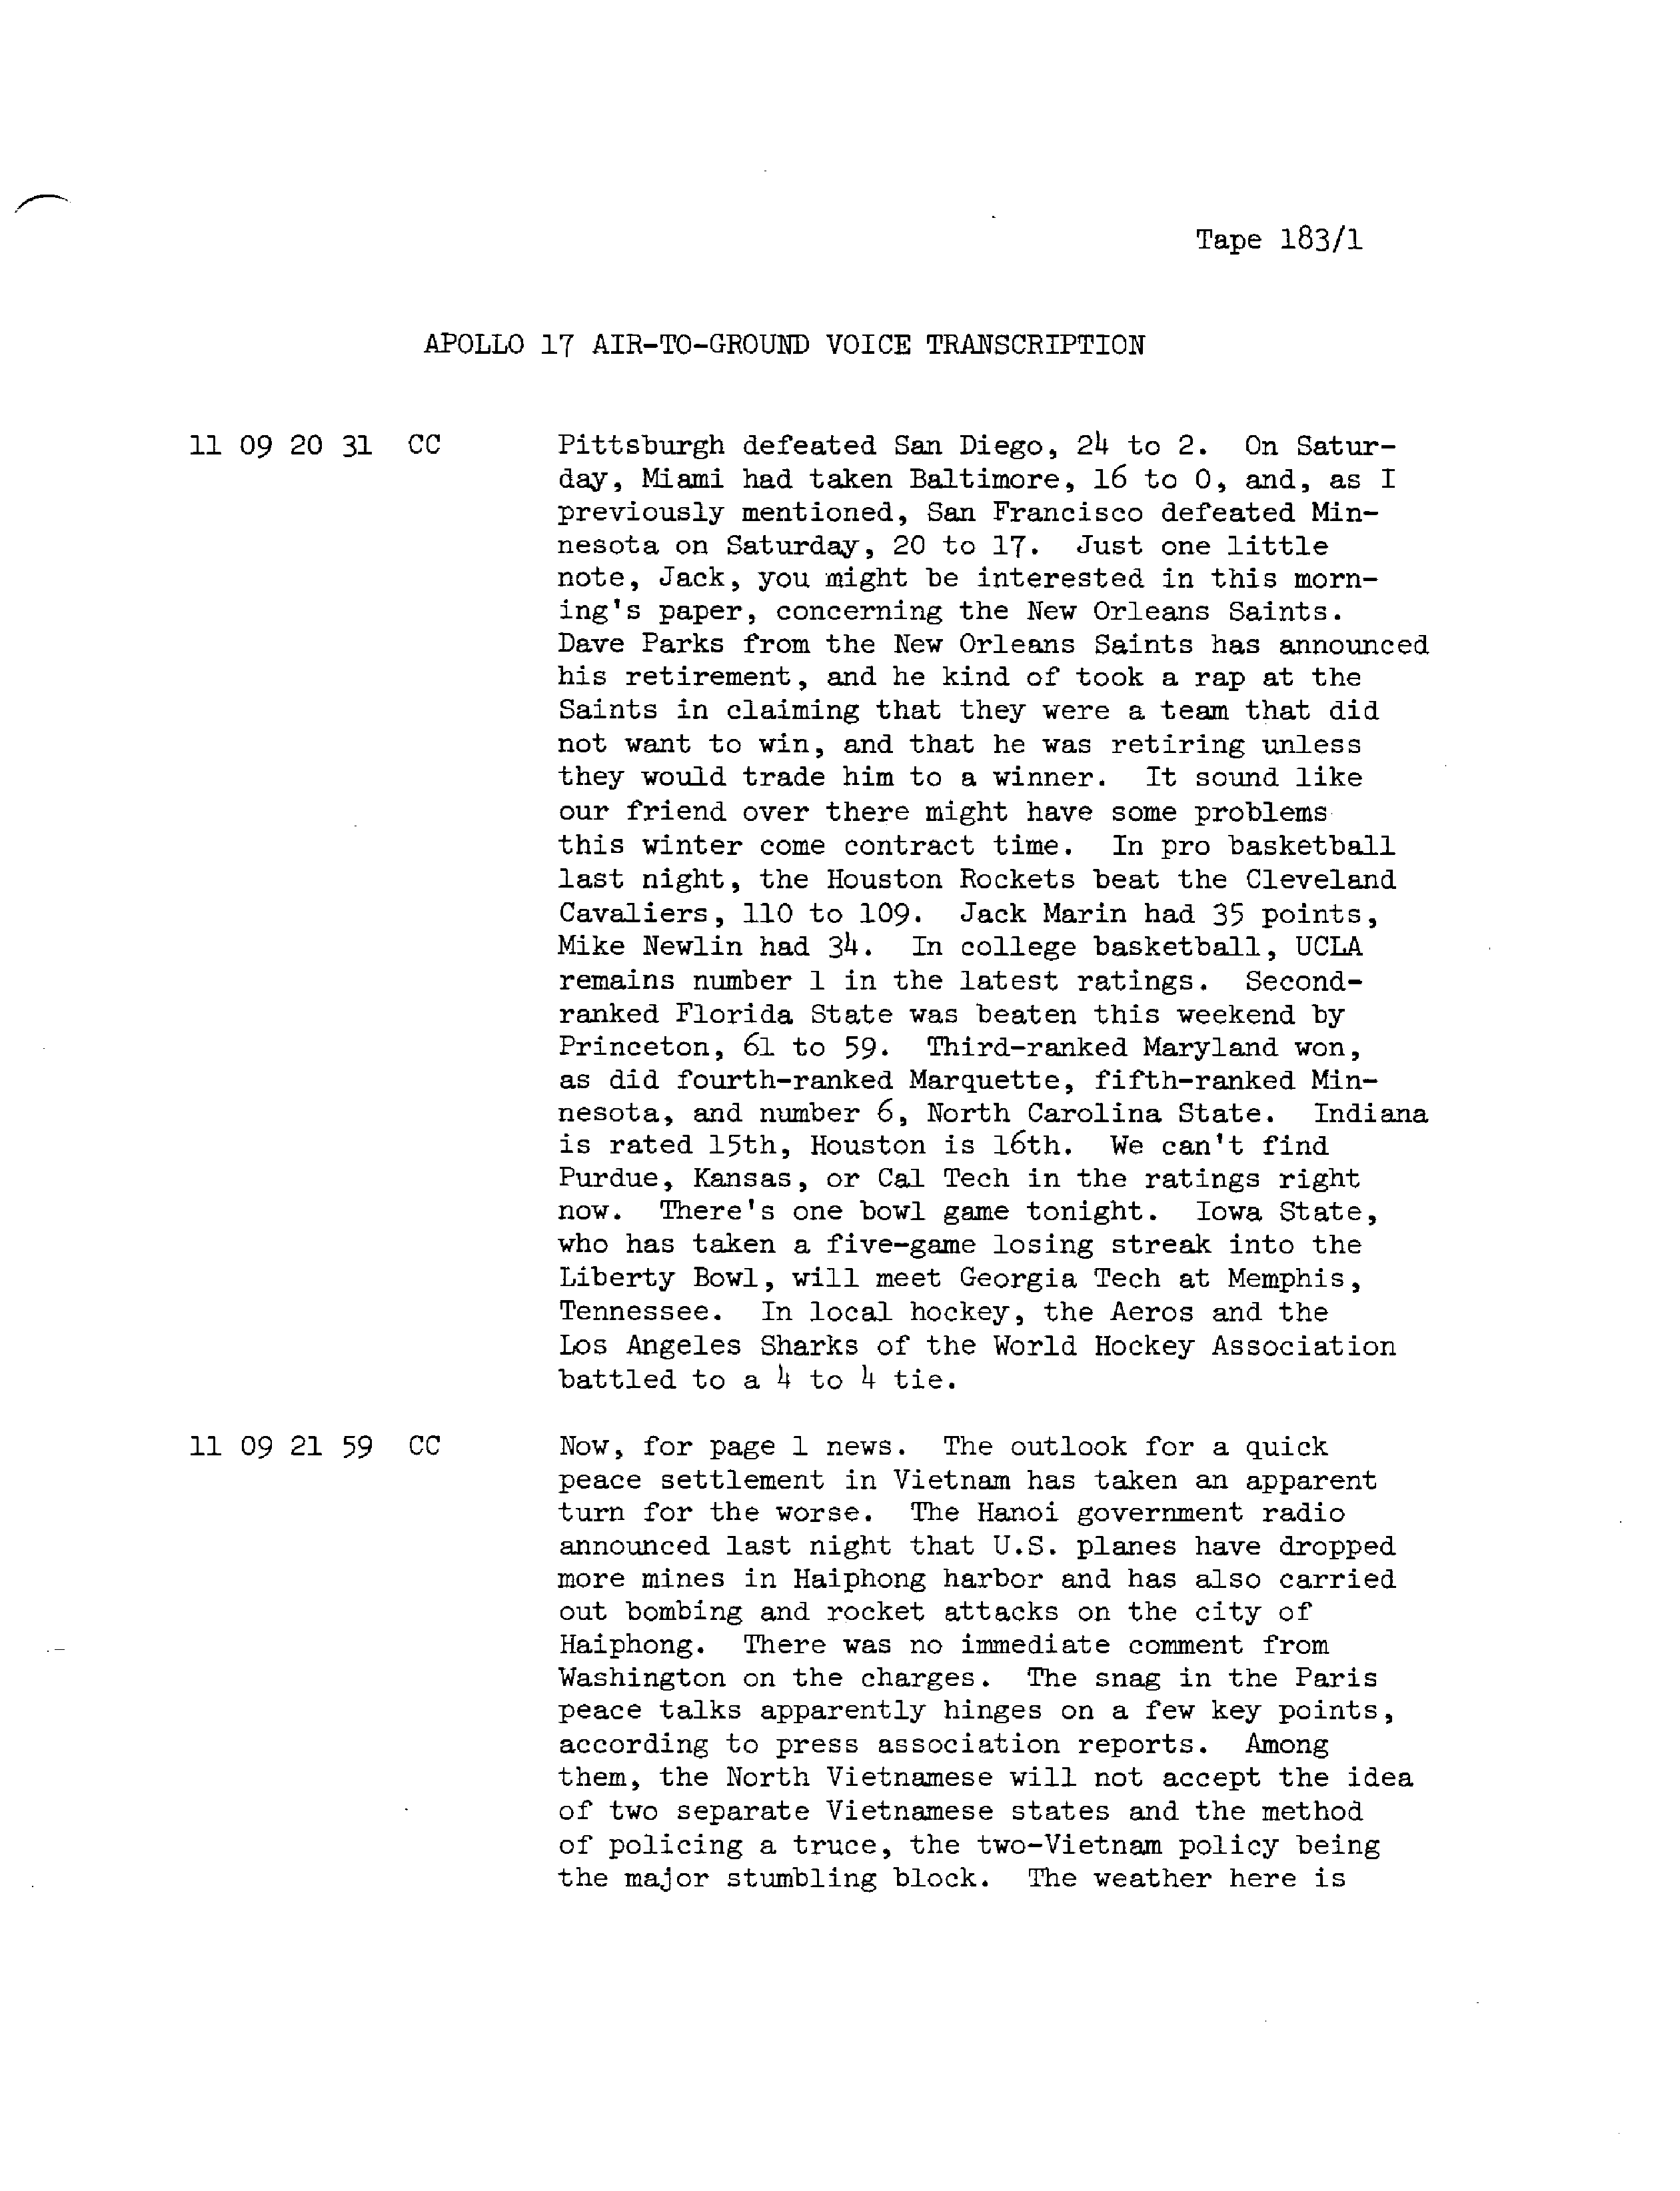 Tape 183/1
APOLLO 17 AIR-TO-GROUND VOICE TRANSCRIPTION
11 09 20 31 CC Pittsburgh defeated San Diego, 24 to 2. On Satur-
day, Miami had taken Baltimore, 16 to 0, and, as I
previously mentioned, San Francisco defeated Min-
nesota on Saturday, 20 to 17. Just one little
note, Jack, you might be interested in this morn-
ing's paper, concerning the New Orleans Saints.
Dave Parks from the New Orleans Saints has announced
his retirement, and he kind of took a rap at the
Saints in claiming that they were a team that did
not want to win, and that he was retiring unless
they would trade him to a winner. It sound like
our friend over there might have some problems
this winter come contract time. In pro basketball
last night, the Houston Rockets beat the Cleveland
Cavaliers, 110 to 109. Jack Marin had 35 points,
Mike Newlin had 34. In college basketball, UCLA
remains number 1 in the latest ratings. Second-
ranked Florida State was beaten this weekend by
Princeton, 61 to 59. Third-ranked Maryland won,
as did fourth-ranked Marquette, fifth-ranked Min-
nesota, and number 6, North Carolina State. Indiana
is rated 15th, Houston is 16th. We can't find
Purdue, Kansas, or Cal Tech in the ratings right
now. There's one bowl game tonight. Iowa State,
who has taken a five-game losing streak into the
Liberty Bowl, will meet Georgia Tech at Memphis,
Tennessee. In local hockey, the Aeros and the
Los Angeles Sharks of the World Hockey Association
battled to a 4 to 4 tie.
11 09 21 59 CC Now, for page 1 news. The outlook for a quick
peace settlement in Vietnam has taken an apparent
turn for the worse. The Hanoi government radio
announced last night that U.S. planes have dropped
more mines in Haiphong harbor and has also carried
out bombing and rocket attacks on the city of
Haiphong. There was no immediate comment from
Washington on the charges. The snag in the Paris
peace talks apparently hinges on a few key points,
according to press association reports. Among
them, the North Vietnamese will not accept the idea
of two separate Vietnamese states and the method
of policing a truce, the two-Vietnam policy being
the major stumbling block. The weather here is